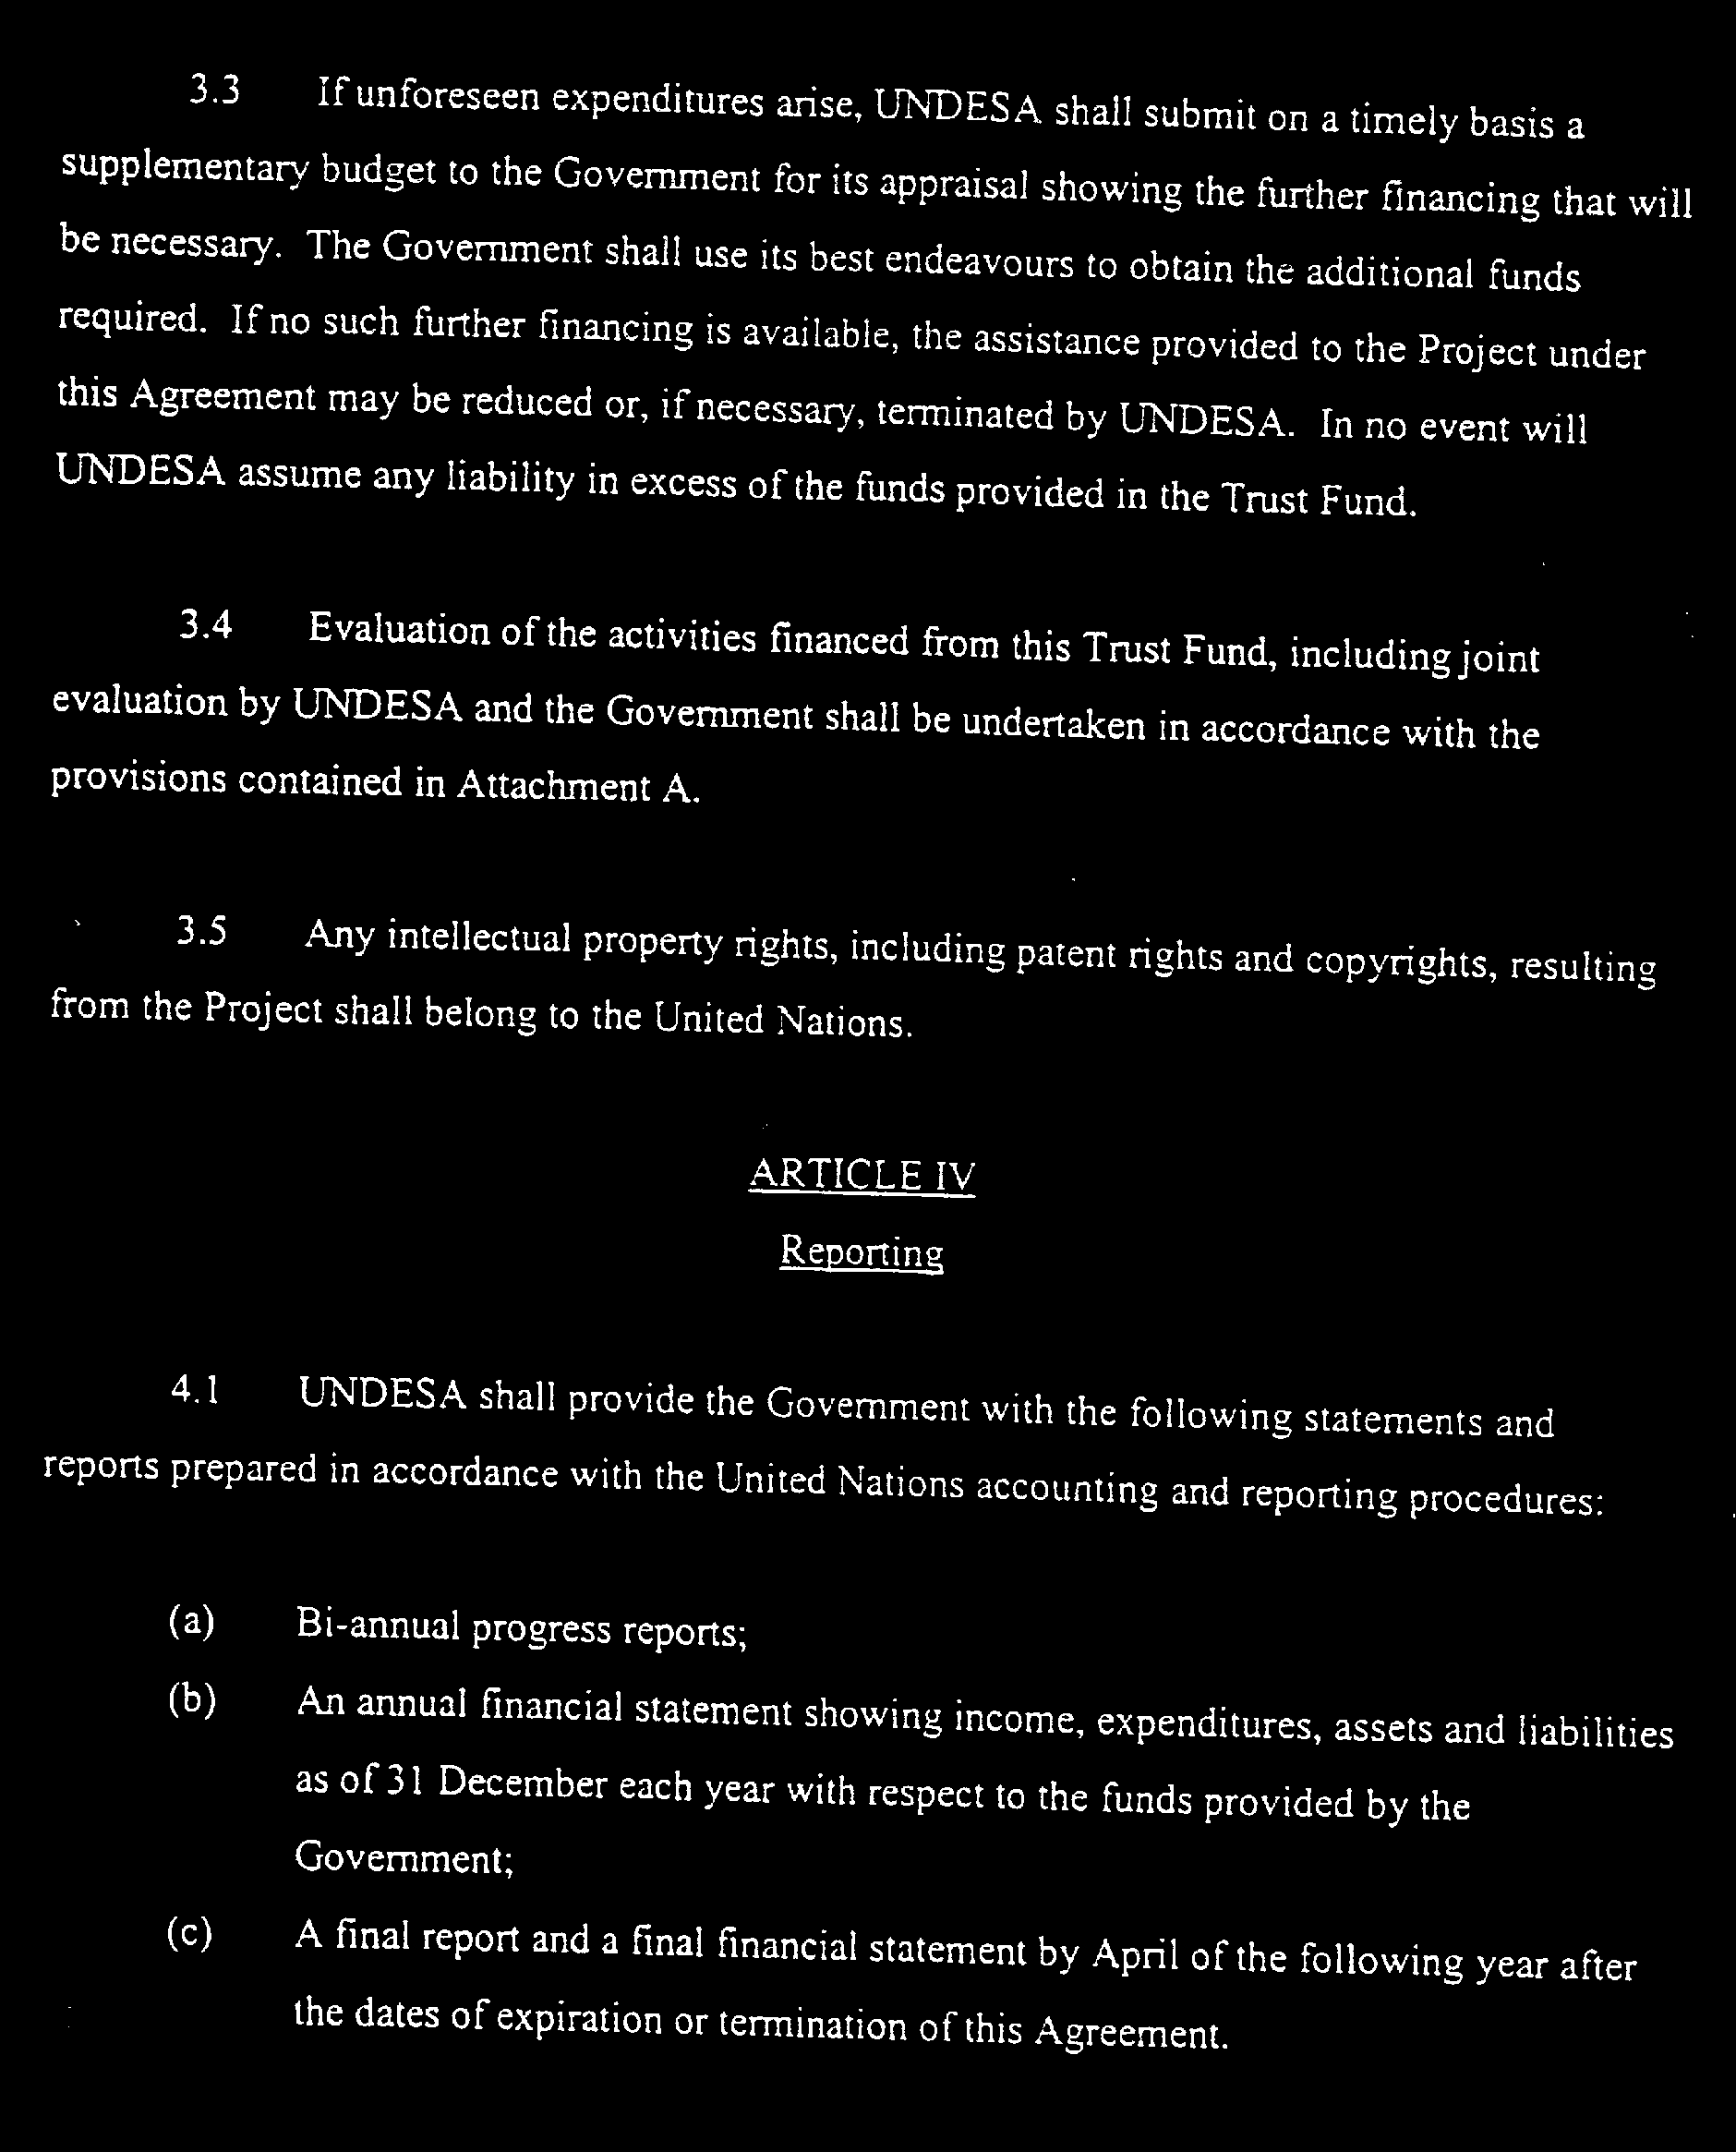 3.3 If unforeseen expenditures arise, UNDESA shall submit on a timely basis a
supplementary budget to the Government for its appraisal showing the further financing that will
be necessary. The Government shall use its best endeavours to obtain the additional funds
required. If no such further financing is available, the assistance provided to the Project under
this Agreement may be reduced or, if necessary, terminated by UNDESA. In no event will
UNDESA assume any liability in excess of the funds provided in the Trust Fund.
3.4 Evaluation of the activities financed from this Trust Fund, including joint
evaluation by UNDESA and the Government shall be undertaken in accordance with the
provisions contained in Attachment A.
3.5 Any intellectual property rights, including patent rights and copyrights, resulting
from the Project shall belong to the United Nations.
ARTICLE IV
Reporting
4.1 UNDESA shall provide the Government with the following statements and
reports prepared in accordance with the United Nations accounting and reporting procedures:
(a) Bi-annual progress reports;
(b) An annual financial statement showing income, expenditures, assets and liabilities
as of 31 December each year with respect to the funds provided by the
Government;
(c) A final report and a final financial statement by April of the following year after
the dates of expiration or termination of this Agreement.